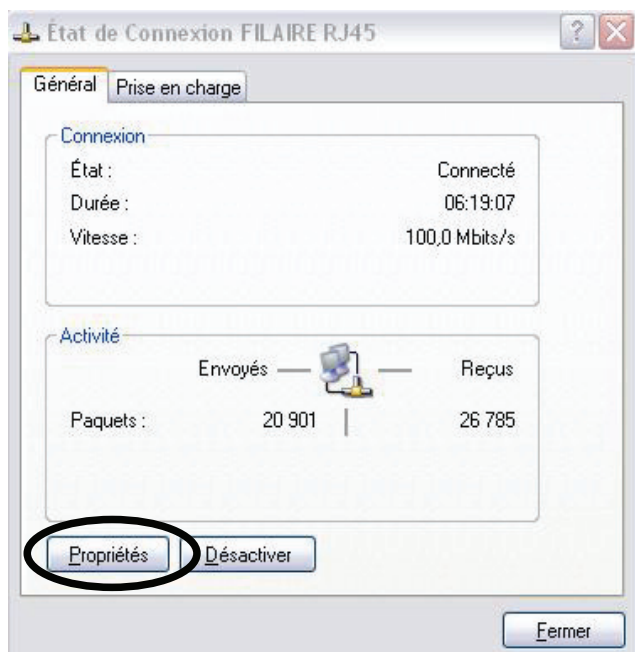 État de Connexion FILAIRE RJ45
Général Prise en charge
Connexion
État : Connecté
Durée : 06:19:07
Vitesse : 100,0 Mbits/s
Activité
Envoyés Reçus
Paquets : 20 901 26 785
Propriétés Désactiver
Fermer